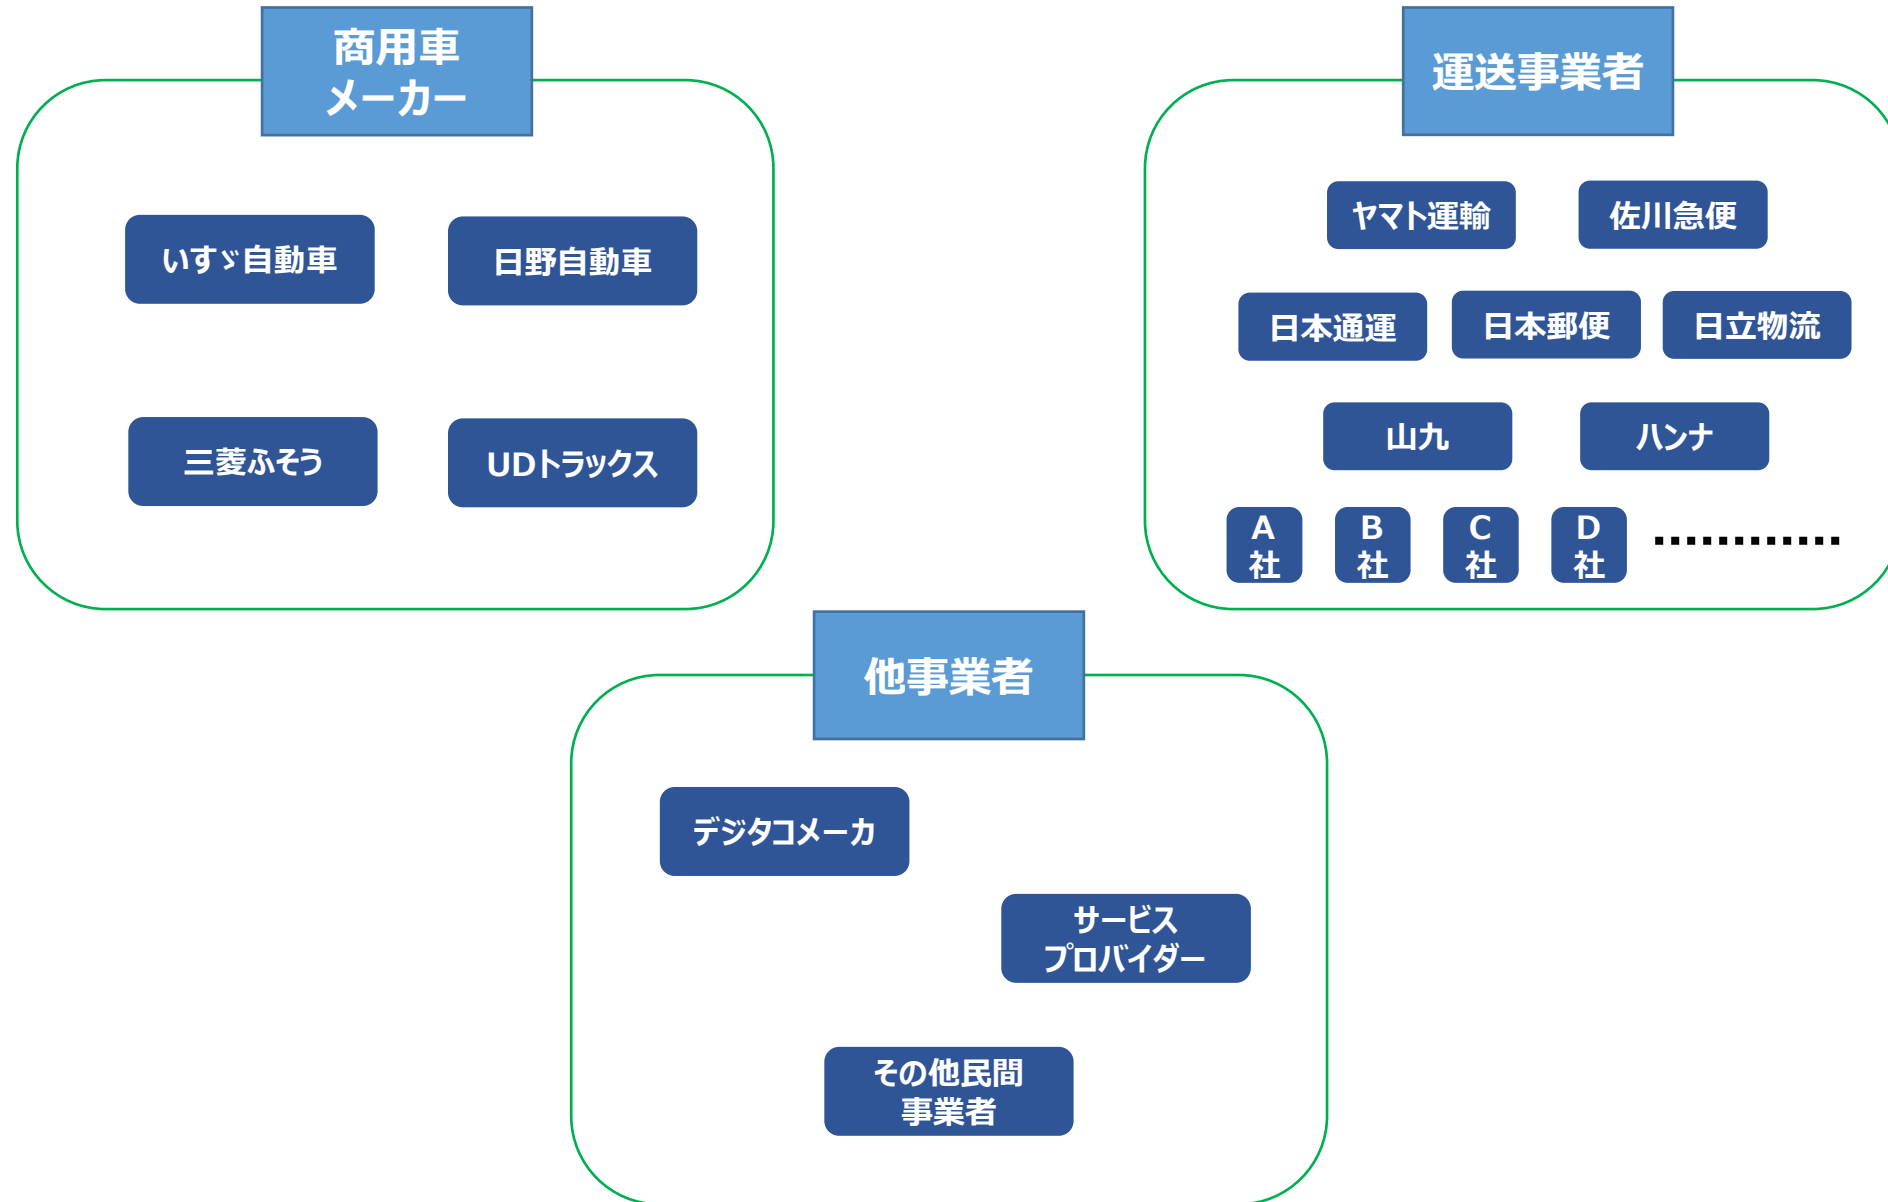 商用車
メーカー
いすゞ自動車
日野自動車
三菱ふそう
UDトラックス
運送事業者
ヤマト運輸
佐川急便
日本通運
日本郵便
日立物流
山九
ハンナ
A
社
B
社
C
社
D
社
他事業者
デジタコメーカ
サービス
プロバイダー
その他民間
事業者